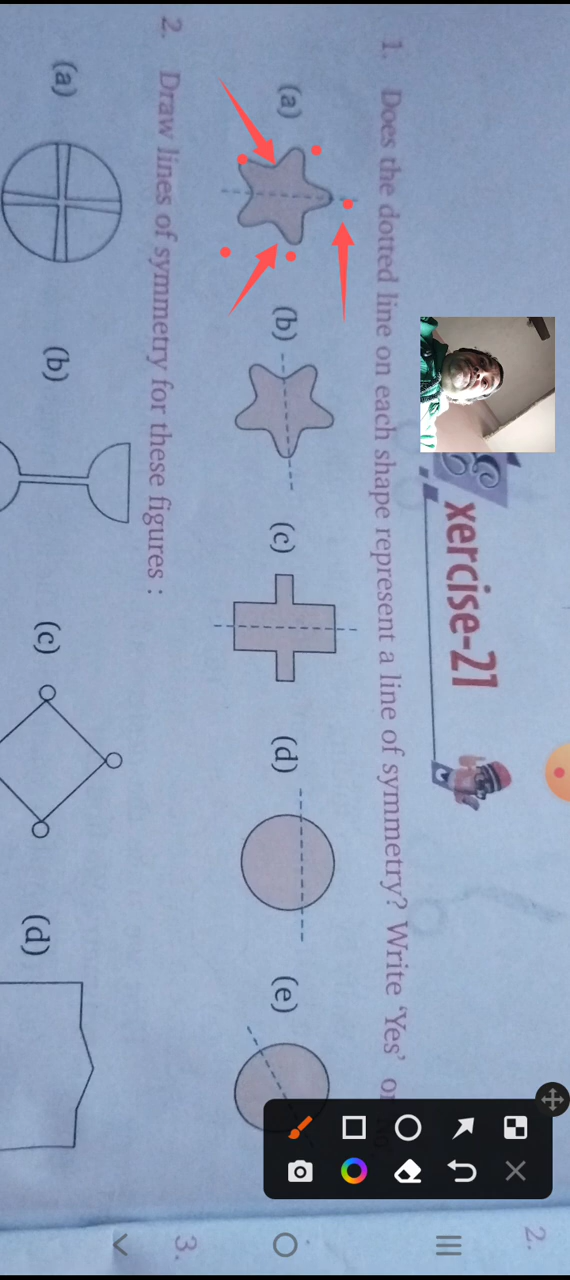 Exercise-21
1. Does the dotted line on each shape represent a line of symmetry? Write 'Yes' or
(a) (b) (c) (d) (e)
2. Draw lines of symmetry for these figures :
(a) (b) (c) (d)
3.
2.